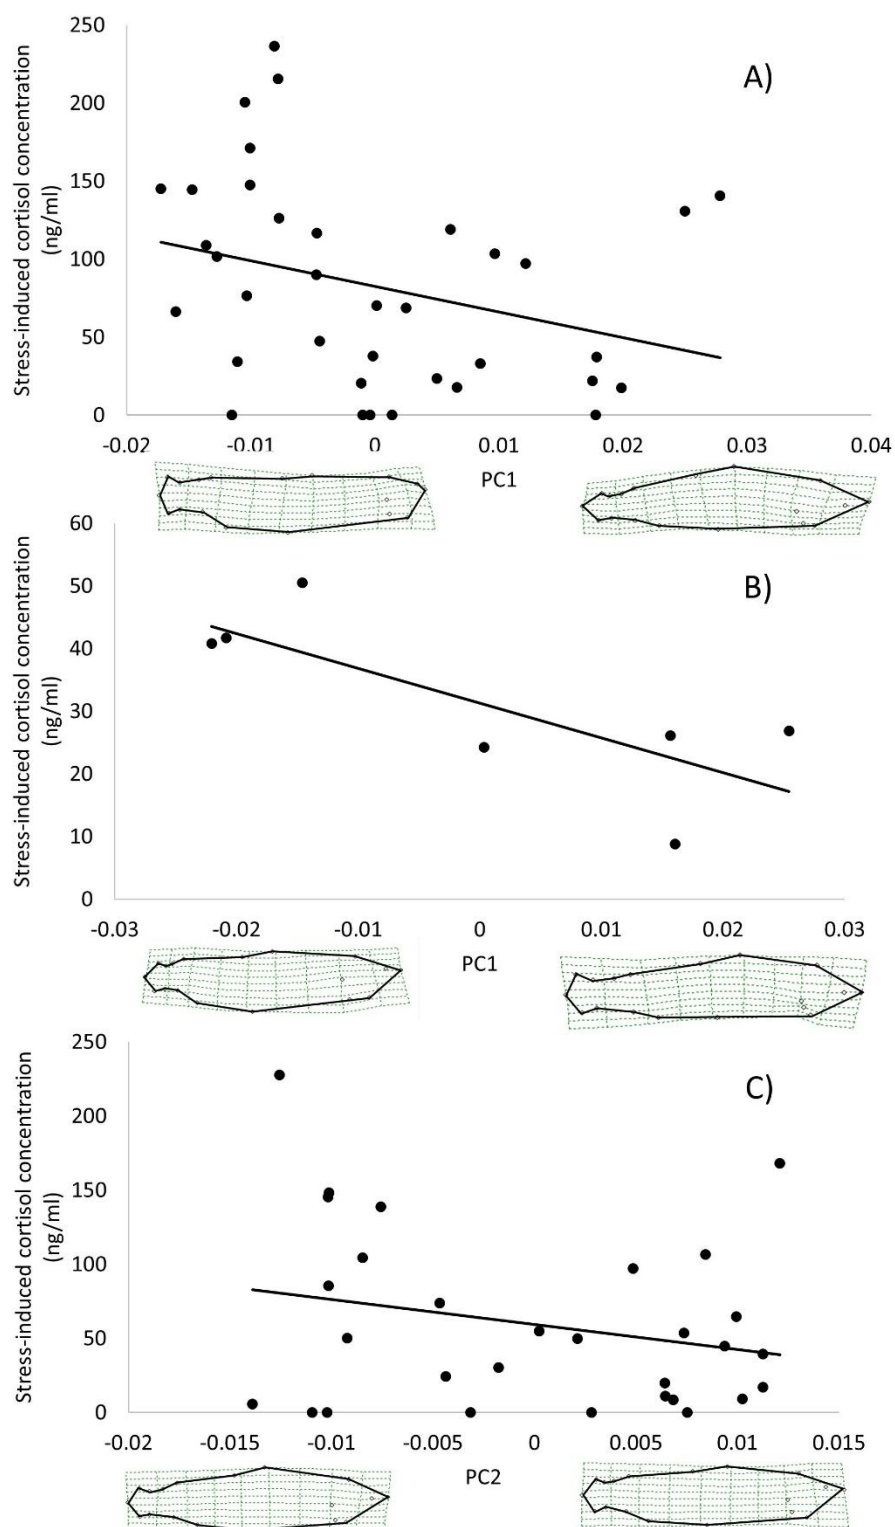 250
A)
200
150
100
50
0
Stress-induced cortisol concentration
(ng/ml)
-0.02 -0.01 0 0.01 0.02 0.03 0.04
PC1
60
B)
50
40
30
20
10
0
Stress-induced cortisol concentration
(ng/ml)
-0.03 -0.02 -0.01 0 0.01 0.02 0.03
PC1
250
C)
200
150
100
50
0
Stress-induced cortisol concentration
(ng/ml)
-0.02 -0.015 -0.01 -0.005 0 0.005 0.01 0.015
PC2